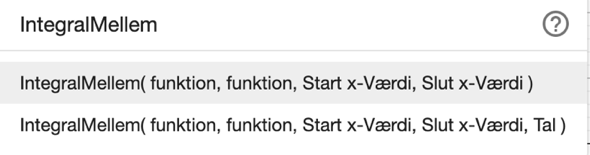 IntegralMellem
IntegralMellem( funktion, funktion, Start x-Værdi, Slut x-Værdi )
IntegralMellem( funktion, funktion, Start x-Værdi, Slut x-Værdi, Tal )